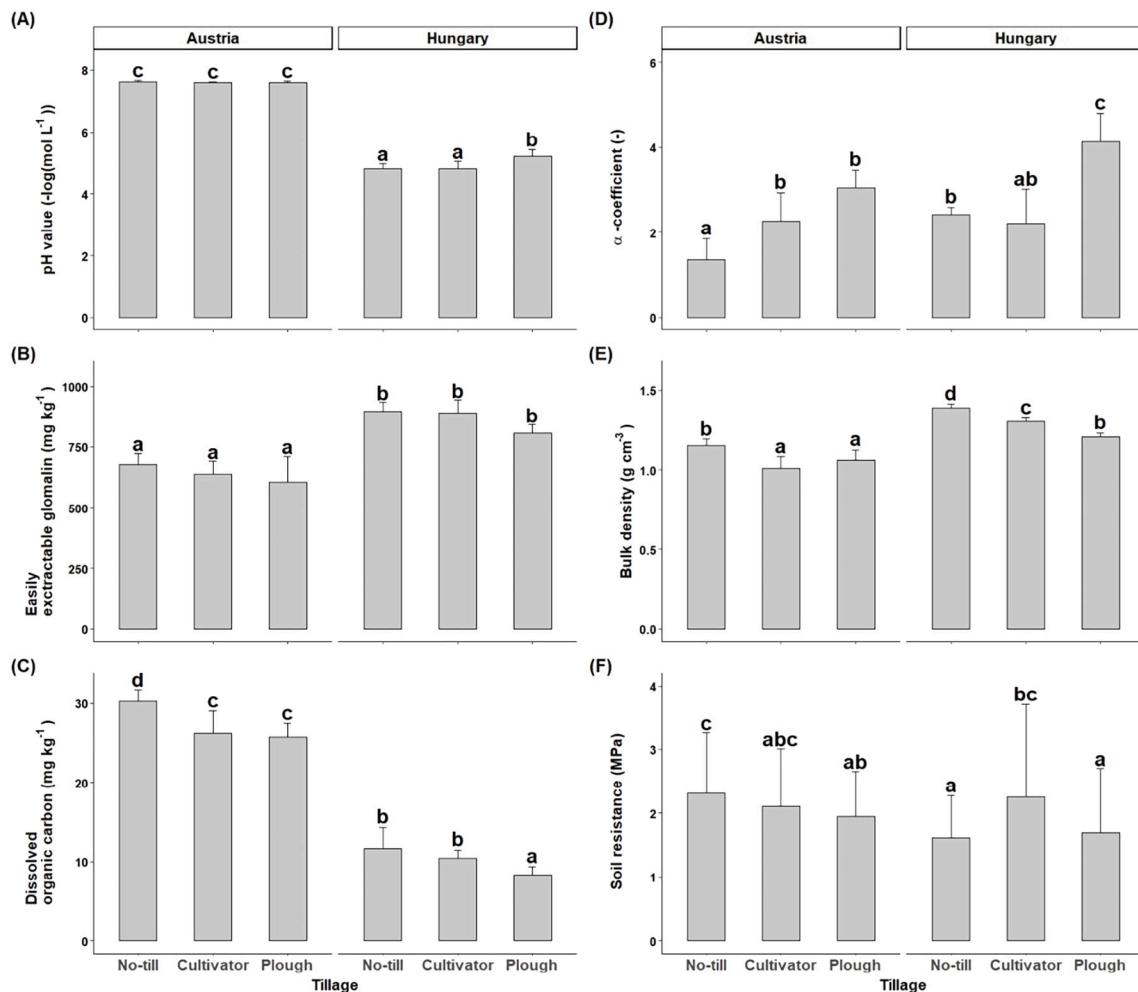 (A)
Austria Hungary
pH value (-log(mol L⁻¹ ))
8
6
4
2
0
c c c a a b
(B)
Easily
exctractable glomalin (mg kg⁻¹ )
1000
750
500
250
0
a a a b b b
(C)
Dissolved
organic carbon (mg kg⁻¹ )
30
20
10
0
d c c b b a
No-till Cultivator Plough No-till Cultivator Plough
(D)
Austria Hungary
α -coefficient (-)
6
4
2
0
a b b b ab c
(E)
Bulk density (g cm⁻³ )
1.5
1.0
0.5
0.0
b a a d c b
(F)
Soil resistance (MPa)
4
3
2
1
0
c abc ab a bc a
No-till Cultivator Plough No-till Cultivator Plough
Tillage Tillage